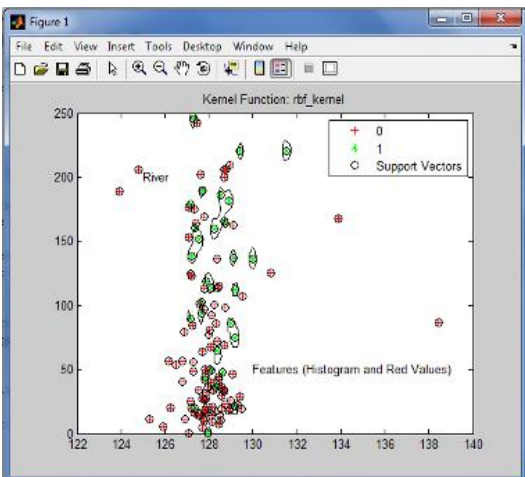 Figure 1
File Edit View Insert Tools Desktop Window Help
Kernel Function: rbf_kernel
250
200
150
100
50
0
0
1
Support Vectors
River
Features (Histogram and Red Values)
122 124 126 128 130 132 134 136 138 140